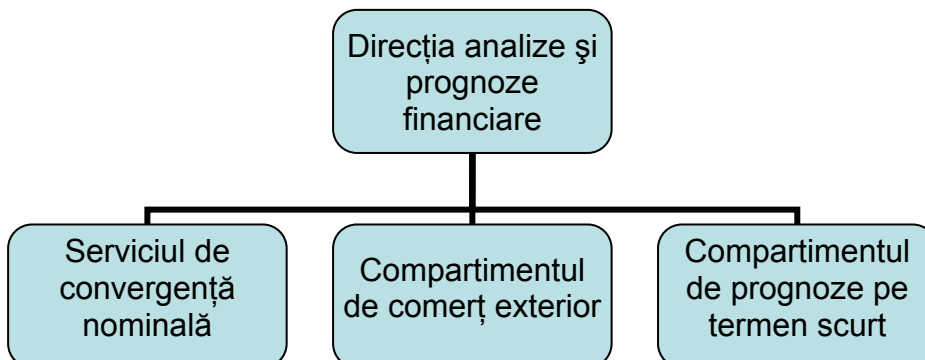 Direcția analize şi
prognoze
financiare
Serviciul de
convergență
nominală
Compartimentul
de comerț exterior
Compartimentul
de prognoze pe
termen scurt